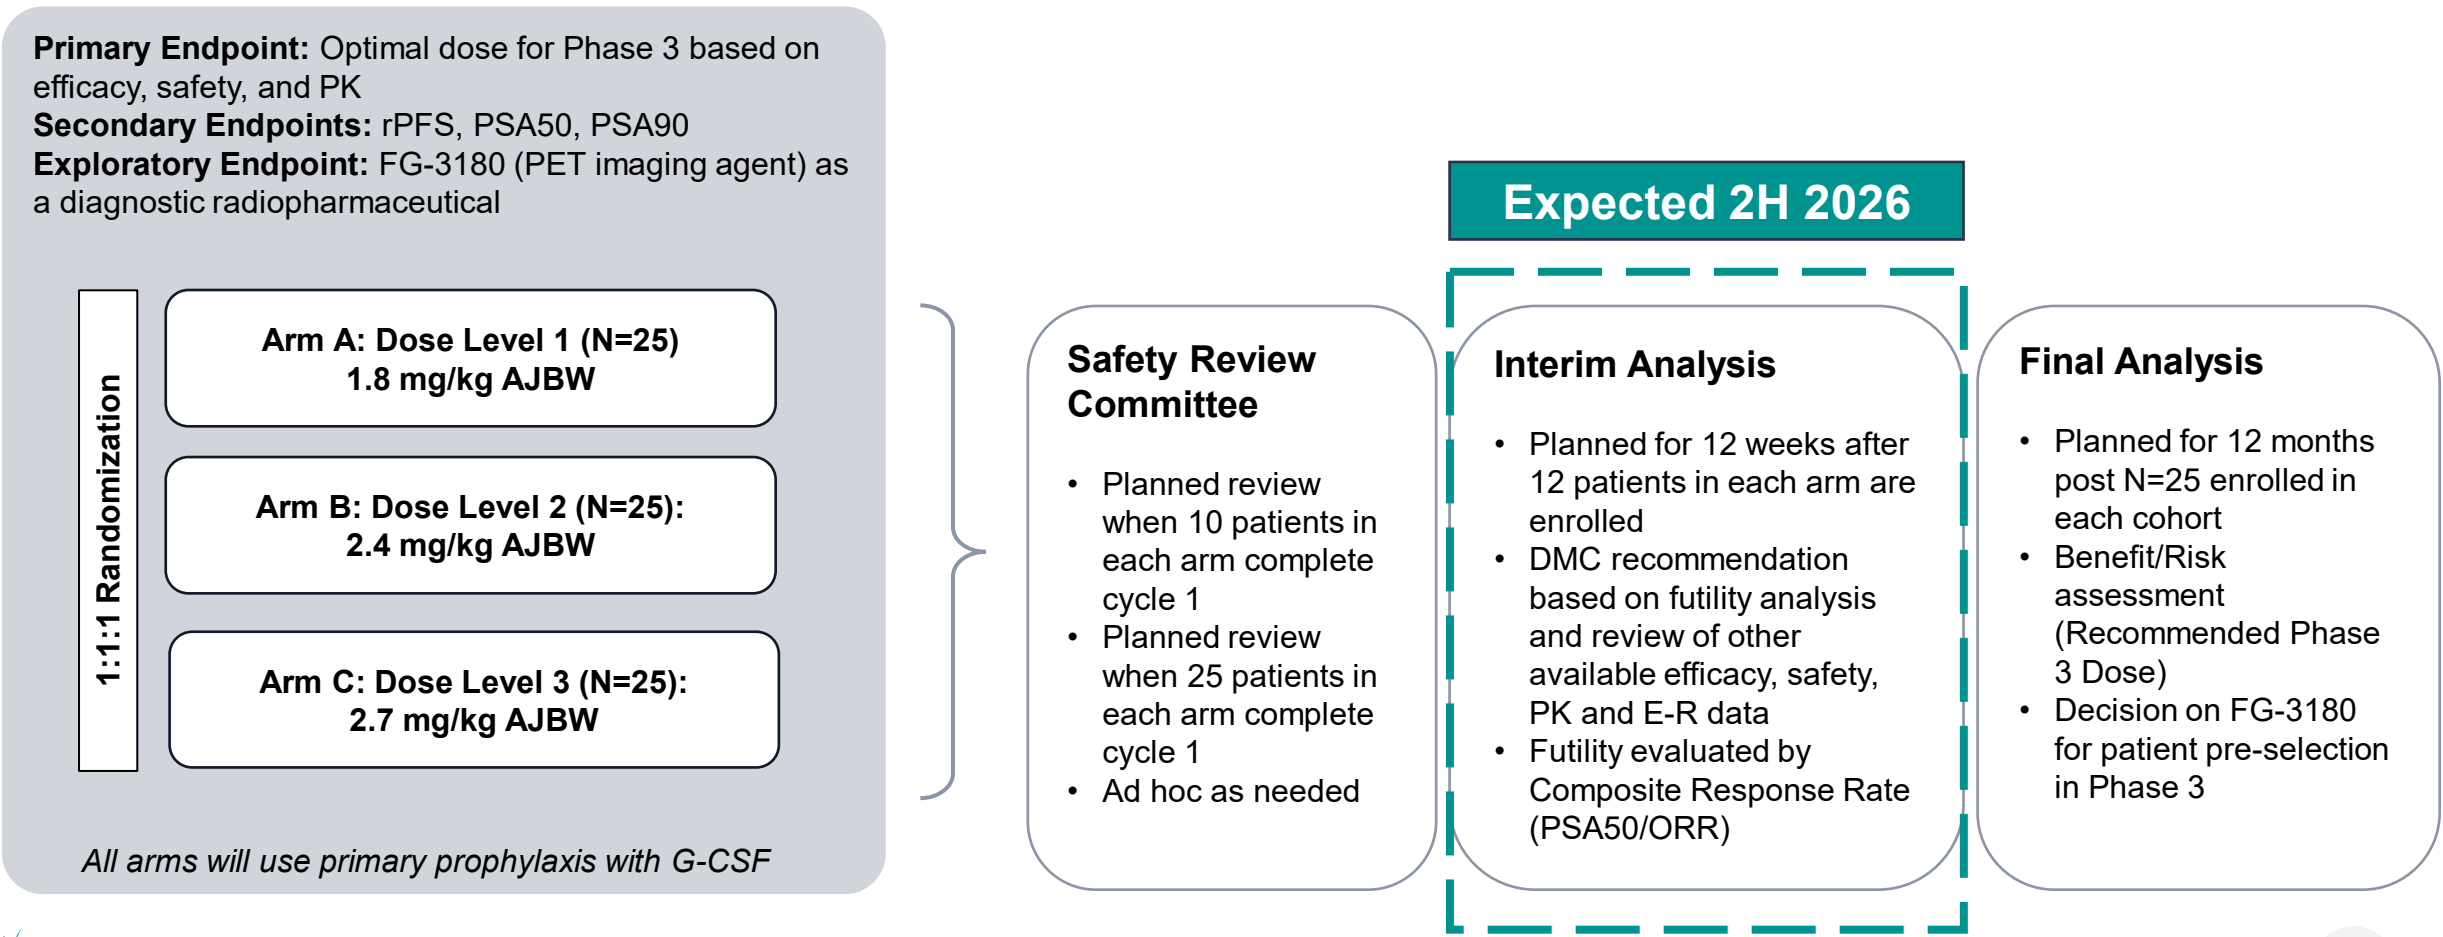 Primary Endpoint: Optimal dose for Phase 3 based on
efficacy, safety, and PK
Secondary Endpoints: rPFS, PSA50, PSA90
Exploratory Endpoint: FG-3180 (PET imaging agent) as
a diagnostic radiopharmaceutical
1:1:1 Randomization
Arm A: Dose Level 1 (N=25)
1.8 mg/kg AJBW
Arm B: Dose Level 2 (N=25):
2.4 mg/kg AJBW
Arm C: Dose Level 3 (N=25):
2.7 mg/kg AJBW
All arms will use primary prophylaxis with G-CSF
Safety Review
Committee
• Planned review
when 10 patients in
each arm complete
cycle 1
• Planned review
when 25 patients in
each arm complete
cycle 1
• Ad hoc as needed
Expected 2H 2026
Interim Analysis
• Planned for 12 weeks after
12 patients in each arm are
enrolled
• DMC recommendation
based on futility analysis
and review of other
available efficacy, safety,
PK and E-R data
• Futility evaluated by
Composite Response Rate
(PSA50/ORR)
Final Analysis
• Planned for 12 months
post N=25 enrolled in
each cohort
• Benefit/Risk
assessment
(Recommended Phase
3 Dose)
• Decision on FG-3180
for patient pre-selection
in Phase 3